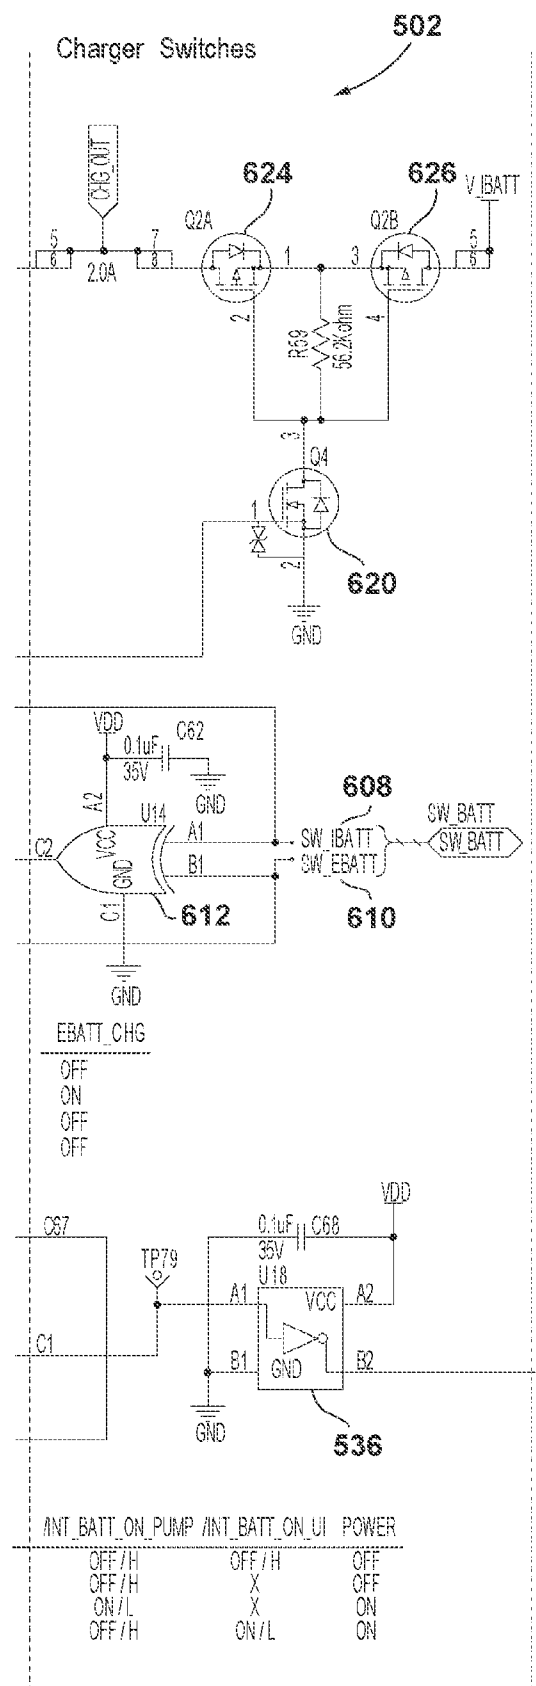 502
Charger Switches
CHG_OUT
624
626
V_IBATT
Q2A
Q2B
5
6
2.0A
7
8
1
3
5
6
2
R59
56.2Kohm
4
3
Q4
1
2
620
GND
VDD
C62
0.1uF
35V
A2
GND
U14
608
A1
SW_IBATT
SW_BATT
SW_BATT
C2
VCC
GND
B1
SW_EBATT
C1
612
610
GND
EBATT_CHG
OFF
ON
OFF
OFF
VDD
C67
0.1uF
C68
35V
TP79
U18
A1
VCC
A2
C1
B1
GND
B2
GND
536
/INT_BATT_ON_PUMP /INT_BATT_ON_UI POWER
OFF/H OFF/H OFF
OFF/H X OFF
ON/L X ON
OFF/H ON/L ON